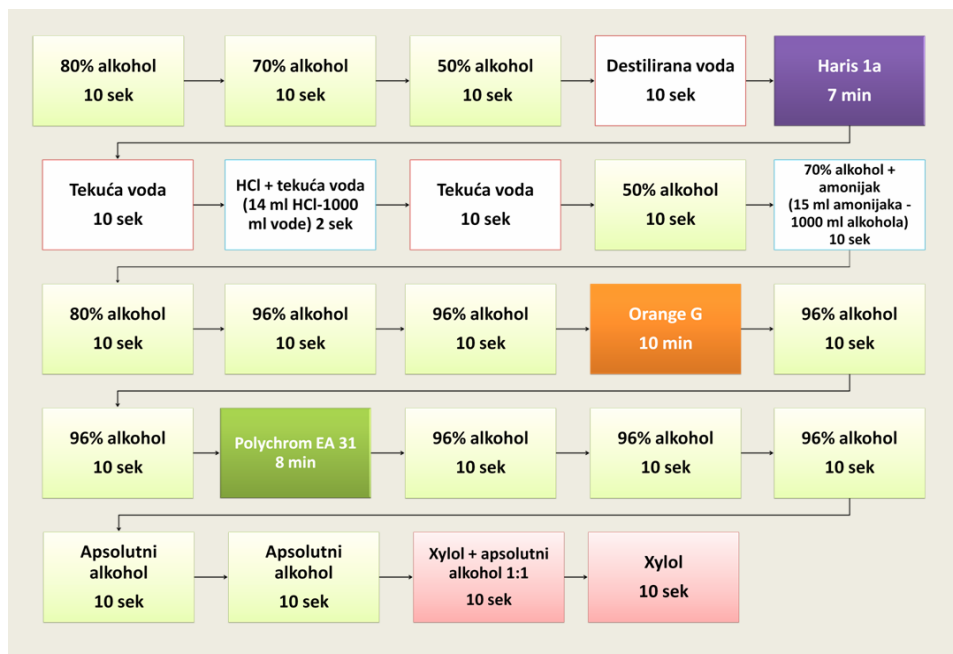 80% alkohol
10 sek
70% alkohol
10 sek
50% alkohol
10 sek
Destilirana voda
10 sek
Haris 1a
7 min
Tekuća voda
10 sek
HCl + tekuća voda
(14 ml HCl-1000
ml vode) 2 sek
Tekuća voda
10 sek
50% alkohol
10 sek
70% alkohol +
amonijak
(15 ml amonijaka -
1000 ml alkohola)
10 sek
80% alkohol
10 sek
96% alkohol
10 sek
96% alkohol
10 sek
Orange G
10 min
96% alkohol
10 sek
96% alkohol
10 sek
Polychrom EA 31
8 min
96% alkohol
10 sek
96% alkohol
10 sek
96% alkohol
10 sek
Apsolutni
alkohol
10 sek
Apsolutni
alkohol
10 sek
Xylol + apsolutni
alkohol 1:1
10 sek
Xylol
10 sek